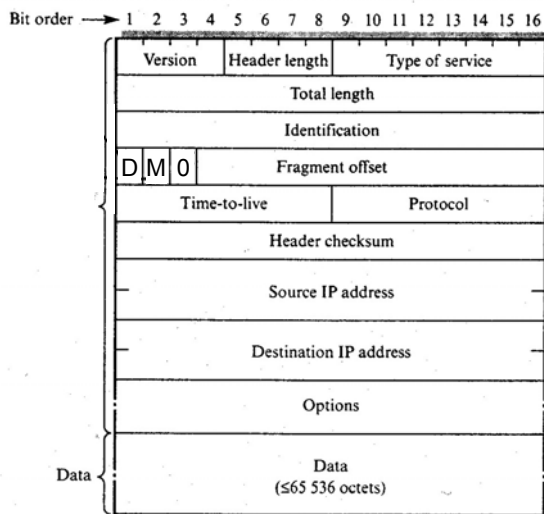 Bit order 1 2 3 4 5 6 7 8 9 10 11 12 13 14 15 16
Version Header length Type of service
Total length
Identification
D M 0 Fragment offset
Time-to-live Protocol
Header checksum
Source IP address
Destination IP address
Options
Data Data
(≤65 536 octets)